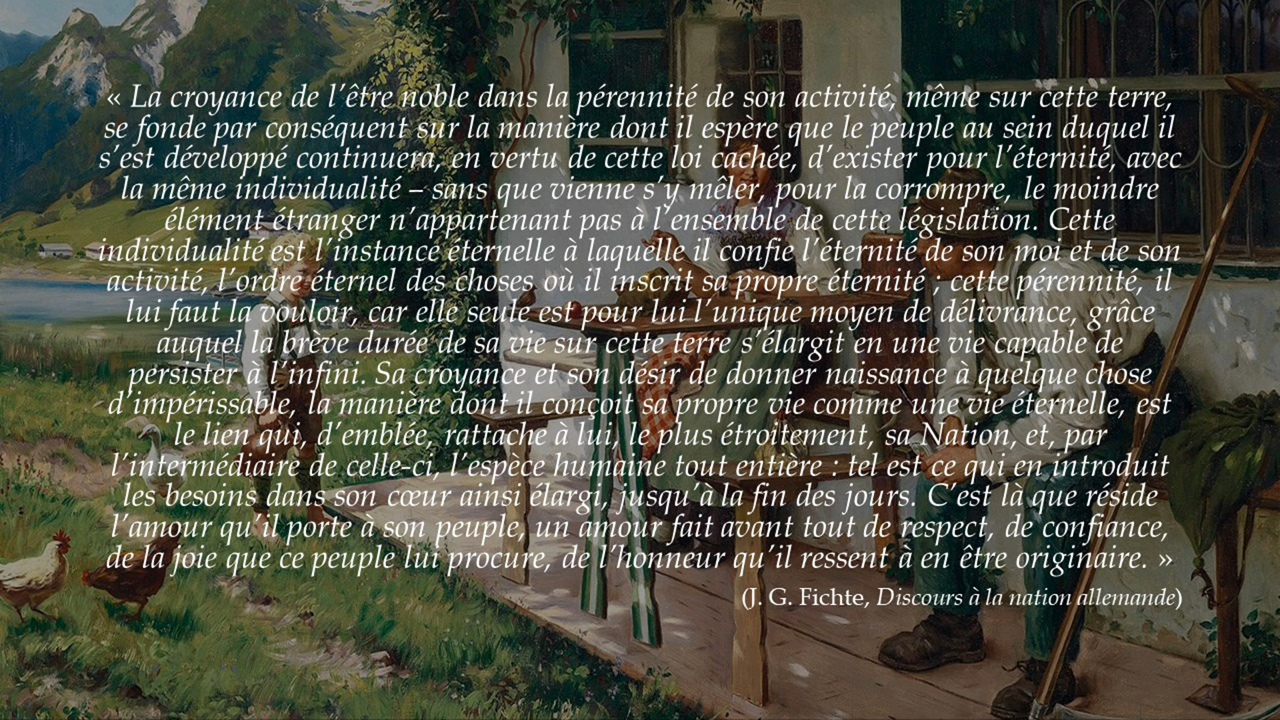 « La croyance de l’être noble dans la pérennité de son activité, même sur cette terre,
se fonde par conséquent sur la manière dont il espère que le peuple au sein duquel il
s’est développé continuera, en vertu de cette loi cachée, d’exister pour l’éternité, avec
la même individualité – sans que vienne s’y mêler, pour la corrompre, le moindre
élément étranger n’appartenant pas à l’ensemble de cette législation. Cette
individualité est l’instance éternelle à laquelle il confie l’éternité de son moi et de son
activité, l’ordre éternel des choses où il inscrit sa propre éternité ; cette pérennité, il
lui faut la vouloir, car elle seule est pour lui l’unique moyen de délivrance, grâce
auquel la brève durée de sa vie sur cette terre s’élargit en une vie capable de
persister à l’infini. Sa croyance et son désir de donner naissance à quelque chose
d’impérissable, la manière dont il conçoit sa propre vie comme une vie éternelle, est
le lien qui, d’emblée, rattache à lui, le plus étroitement, sa Nation, et, par
l’intermédiaire de celle-ci, l’espèce humaine tout entière : tel est ce qui en introduit
les besoins dans son cœur ainsi élargi, jusqu’à la fin des jours. C’est là que réside
l’amour qu’il porte à son peuple, un amour fait avant tout de respect, de confiance,
de la joie que ce peuple lui procure, de l’honneur qu’il ressent à en être originaire. »
(J. G. Fichte, Discours à la nation allemande)